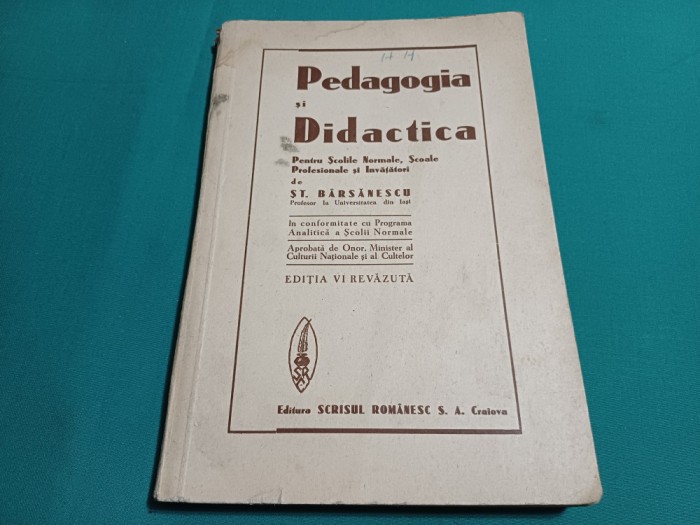 Pedagogia
și
Didactica
Pentru Școlile Normale, Școale
Profesionale și Învățători
de
ȘT. BÂRSĂNESCU
Profesor la Universitatea din Iași
În conformitate cu Programa
Analitică a Școlii Normale
Aprobată de Onor. Minister al
Culturii Naționale și al Cultelor
EDIȚIA VI REVĂZUTĂ
SR
Editura SCRISUL ROMÂNESC S. A. Craiova